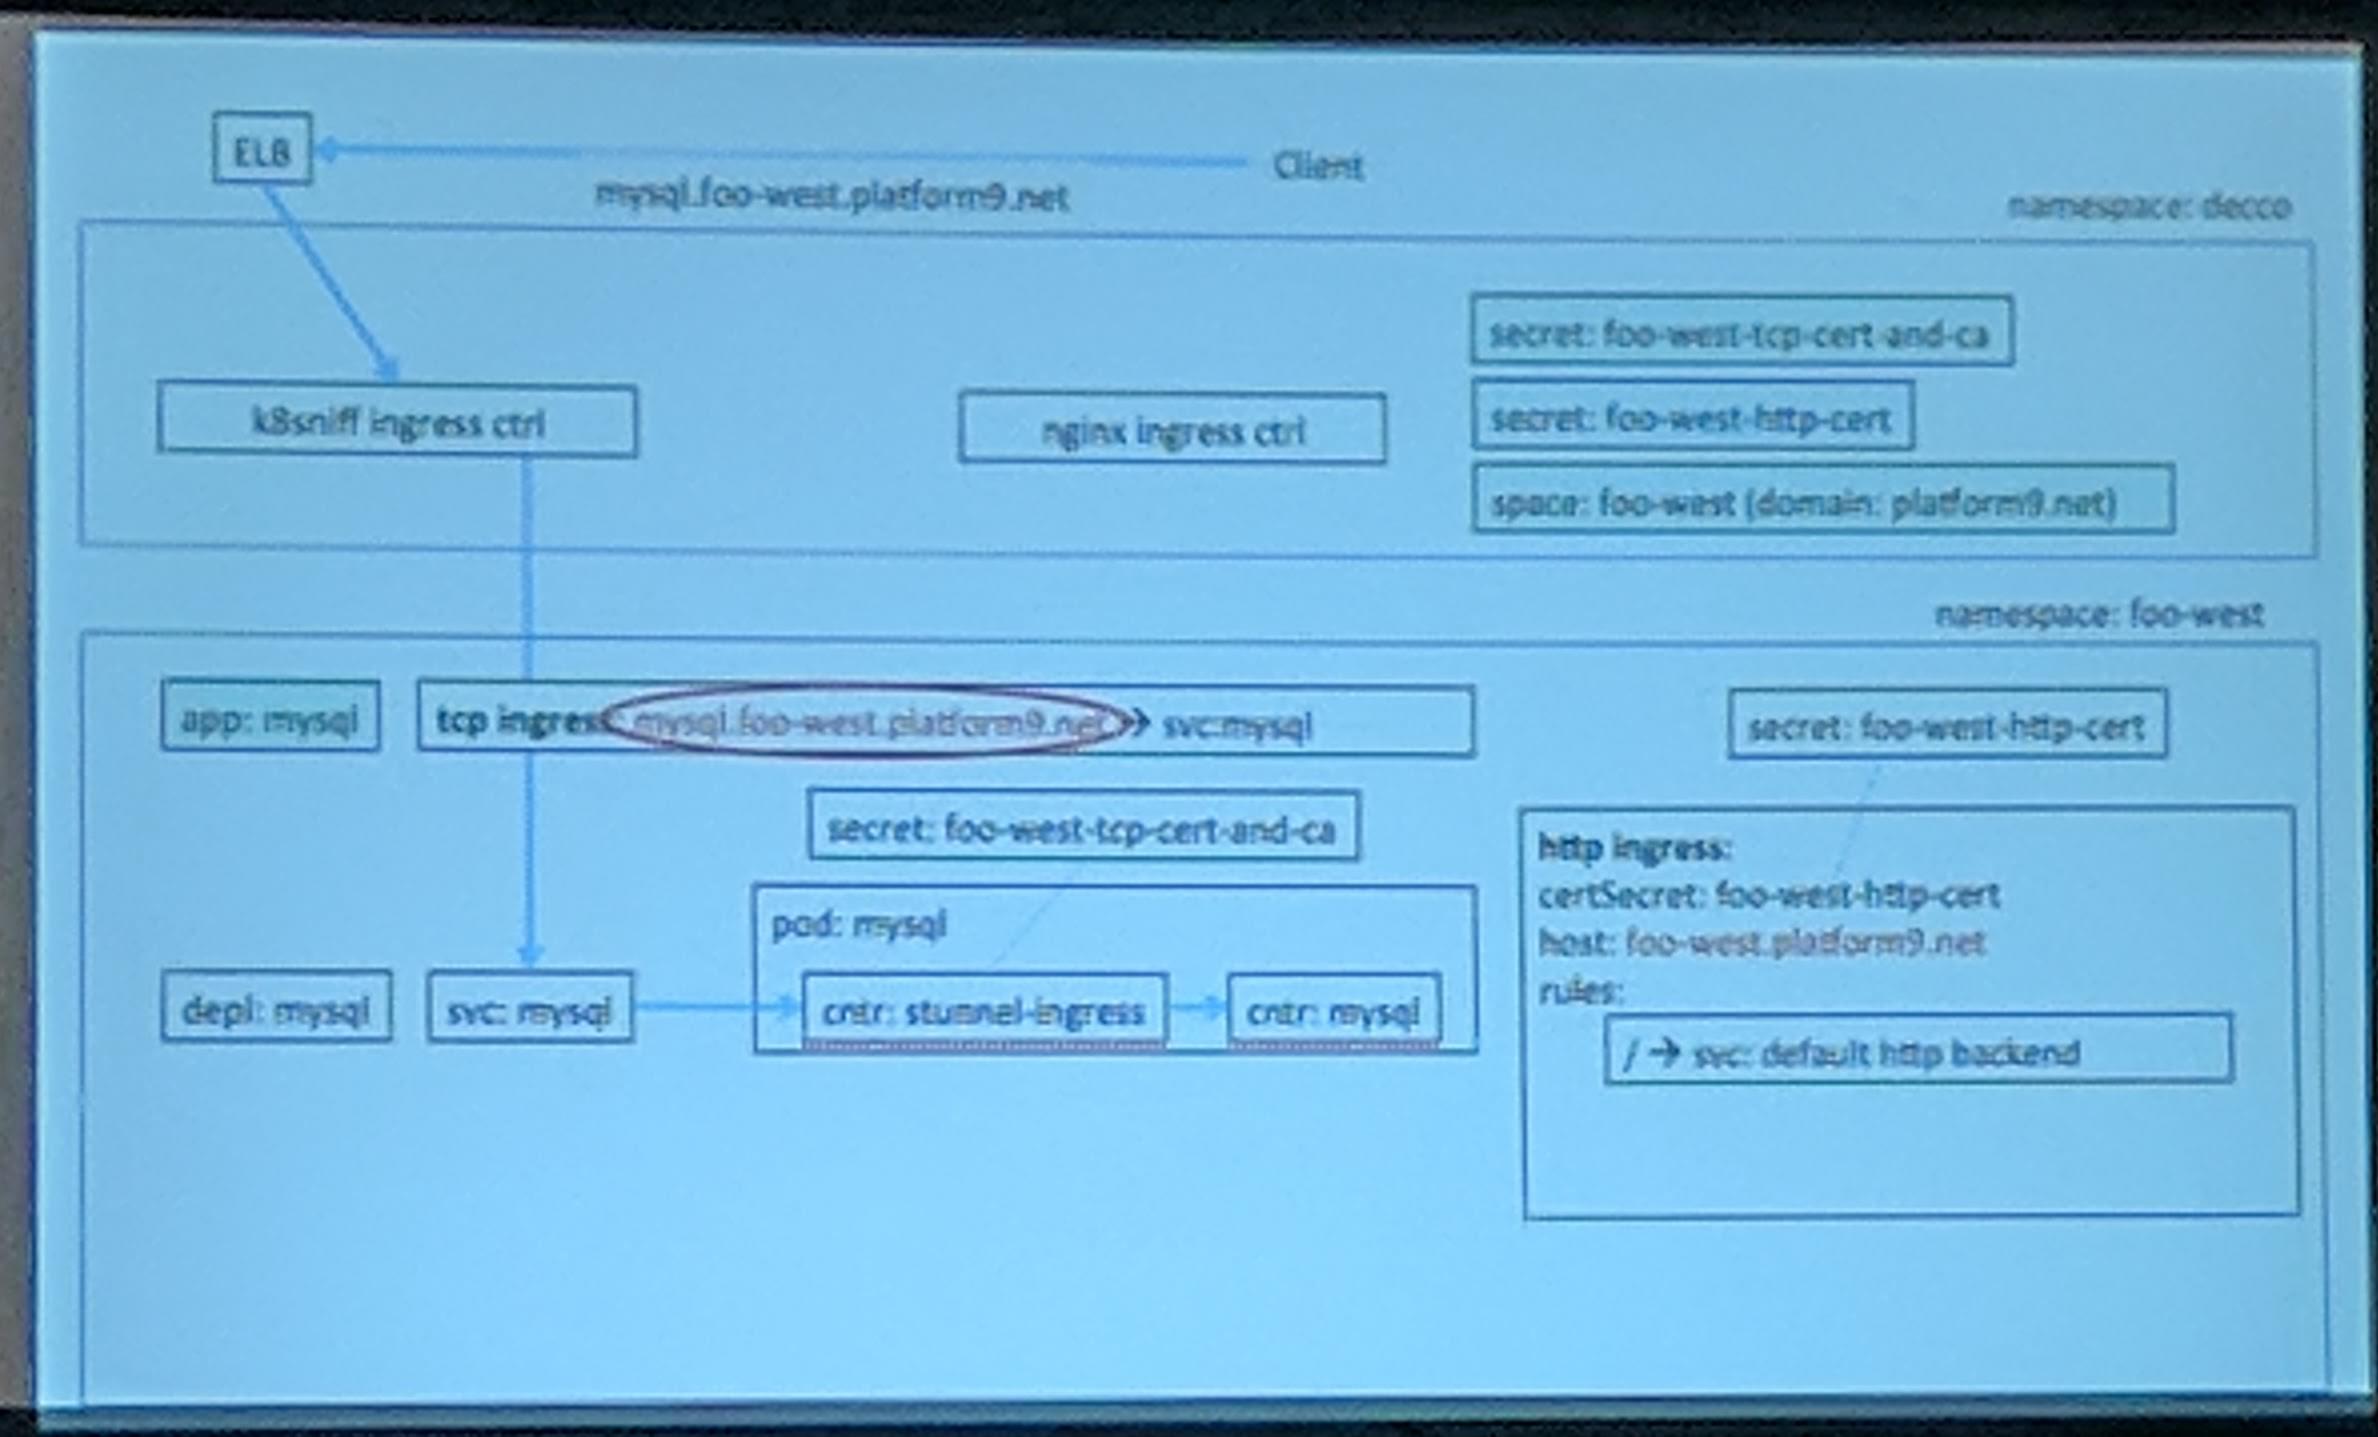 ELB
Client
mysql.foo-west.platform9.net
namespace: decco
secret: foo-west-tcp-cert-and-ca
k8sniff ingress ctrl
nginx ingress ctrl
secret: foo-west-http-cert
space: foo-west (domain: platform9.net)
namespace: foo-west
app: mysql
tcp ingress: mysql.foo-west.platform9.net → svc:mysql
secret: foo-west-http-cert
secret: foo-west-tcp-cert-and-ca
pod: mysql
depl: mysql
svc: mysql
cntr: stunnel-ingress
cntr: mysql
http ingress:
certSecret: foo-west-http-cert
host: foo-west.platform9.net
rules:
/ → svc: default http backend